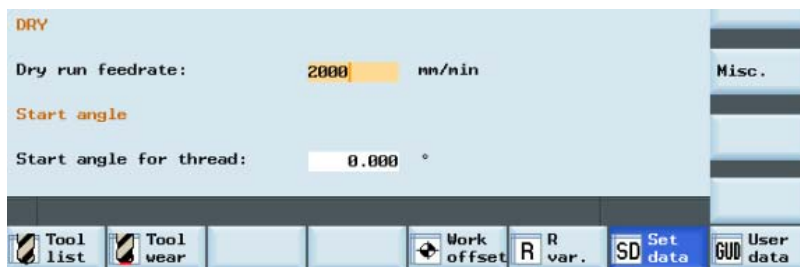 DRY
Dry run feedrate: 2000 mm/min
Misc.
Start angle
Start angle for thread: 0.000 °
Tool list
Tool wear
Work offset
R R var.
SD Set data
GUD User data